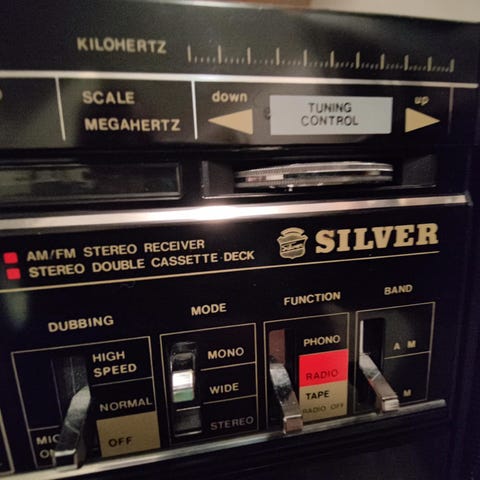 KILOHERTZ
SCALE
MEGAHERTZ
down
TUNING
CONTROL
up
AM/FM STEREO RECEIVER
STEREO DOUBLE CASSETTE-DECK
SILVER
DUBBING
HIGH
SPEED
NORMAL
OFF
MODE
MONO
WIDE
STEREO
FUNCTION
PHONO
RADIO
TAPE
RADIO OFF
BAND
AM
M